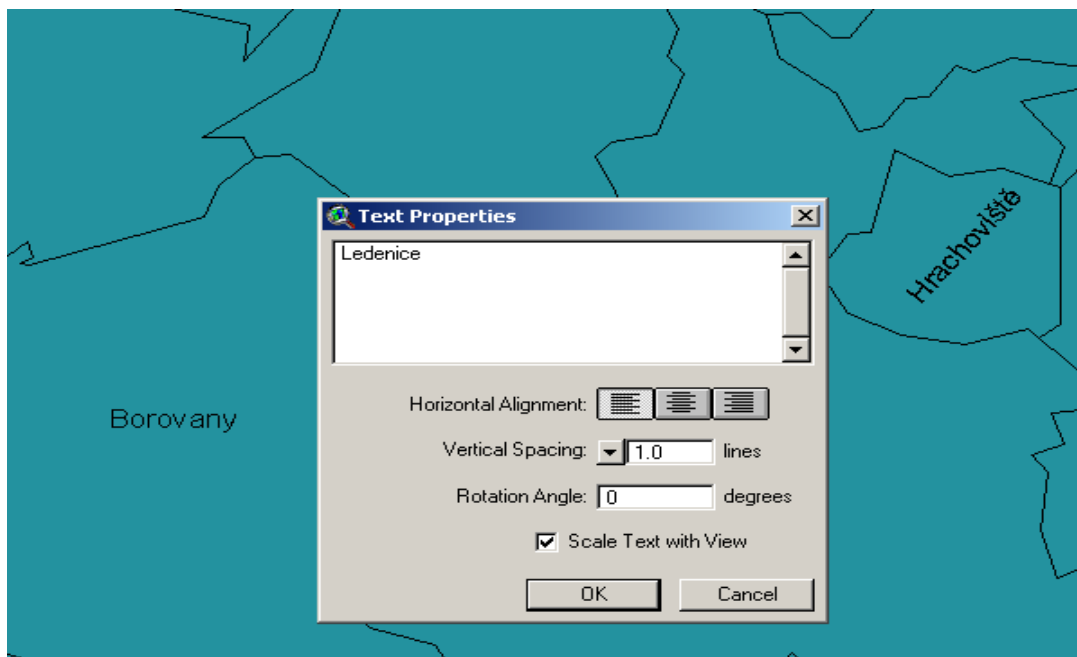 Text Properties
Ledenice
Hrachoviště
Horizontal Alignment:
Borovany
Vertical Spacing: 1.0 lines
Rotation Angle: 0 degrees
Scale Text with View
OK Cancel